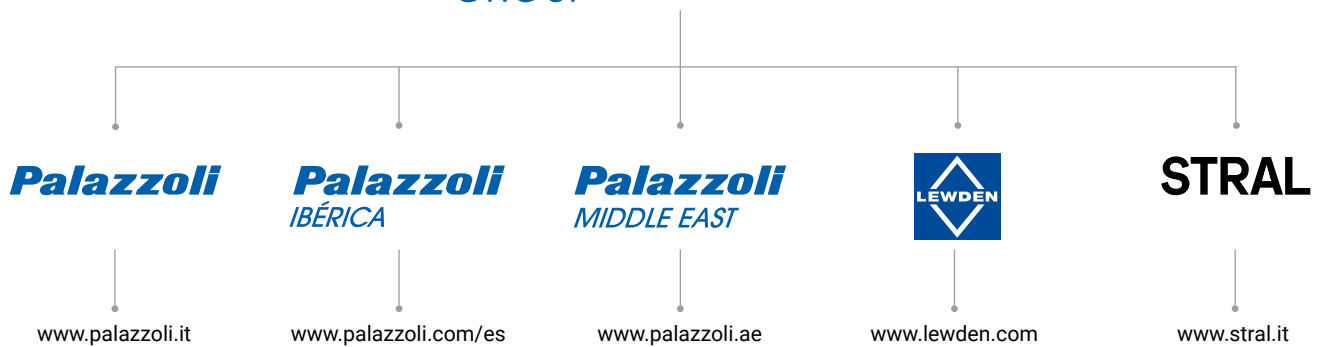 GROUP
Palazzoli
Palazzoli
IBÉRICA
Palazzoli
MIDDLE EAST
LEWDEN
STRAL
www.palazzoli.it
www.palazzoli.com/es
www.palazzoli.ae
www.lewden.com
www.stral.it